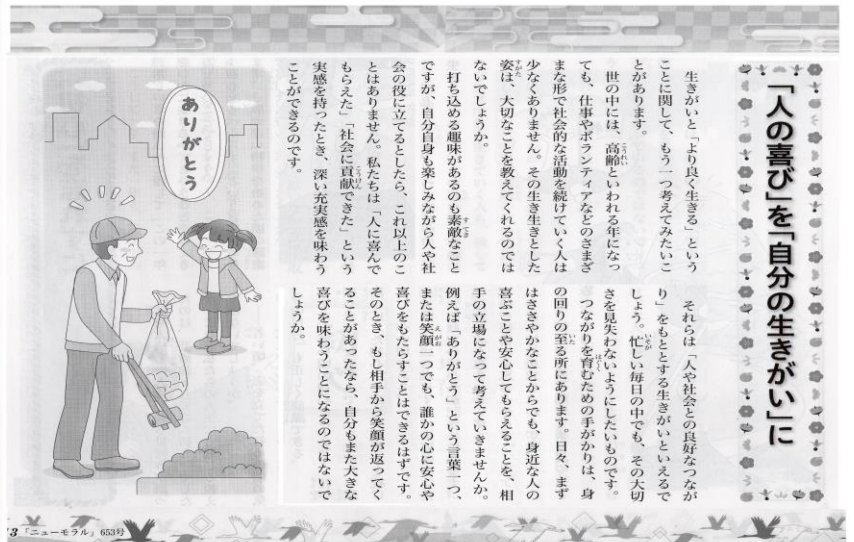 「人の喜び」を「自分の生きがい」に
生きがいと「より良く生きる」という
ことに関して、もう一つ考えてみたいこ
とがあります。
世の中には、高齢といわれる年になっ
ても、仕事やボランティアなどのさまざ
まな形で社会的な活動を続けていく人は
少なくありません。その生き生きとした
姿は、大切なことを教えてくれるのでは
ないでしょうか。
打ち込める趣味があるのも素敵なこと
ですが、自分自身も楽しみながら人や社
会の役に立てるとしたら、これ以上のこ
とはありません。私たちは「人に喜んで
もらえた」「社会に貢献できた」という
実感を持ったとき、深い充実感を味わう
ことができるのです。
それらは「人や社会との良好なつなが
り」をもととする生きがいといえるで
しょう。忙しい毎日の中でも、その大切
さを見失わないようにしたいものです。
つながりを育むための手がかりは、身
の回りの至る所にあります。日々、まず
はささやかなことからでも、身近な人の
喜ぶことや安心してもらえることを、相
手の立場になって考えていきませんか。
例えば「ありがとう」という言葉一つ、
または笑顔一つでも、誰かの心に安心や
喜びをもたらすことはできるはずです。
そのとき、もし相手から笑顔が返ってく
ることがあったなら、自分もまた大きな
喜びを味わうことになるのではないで
しょうか。
ありがとう
13 『ニューモラル』 653号